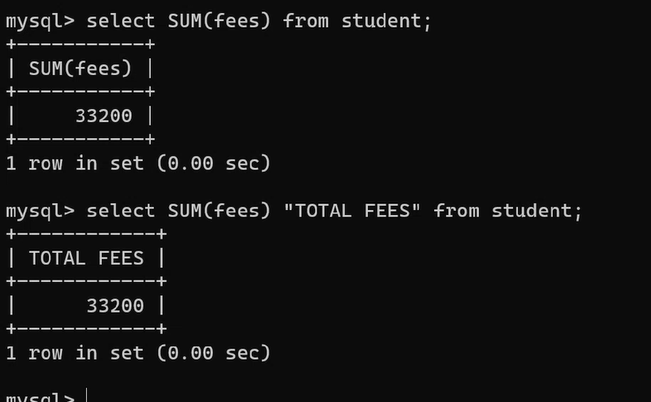 mysql> select SUM(fees) from student;
+-----------+
| SUM(fees) |
+-----------+
|     33200 |
+-----------+
1 row in set (0.00 sec)

mysql> select SUM(fees) "TOTAL FEES" from student;
+------------+
| TOTAL FEES |
+------------+
|      33200 |
+------------+
1 row in set (0.00 sec)

mysql>